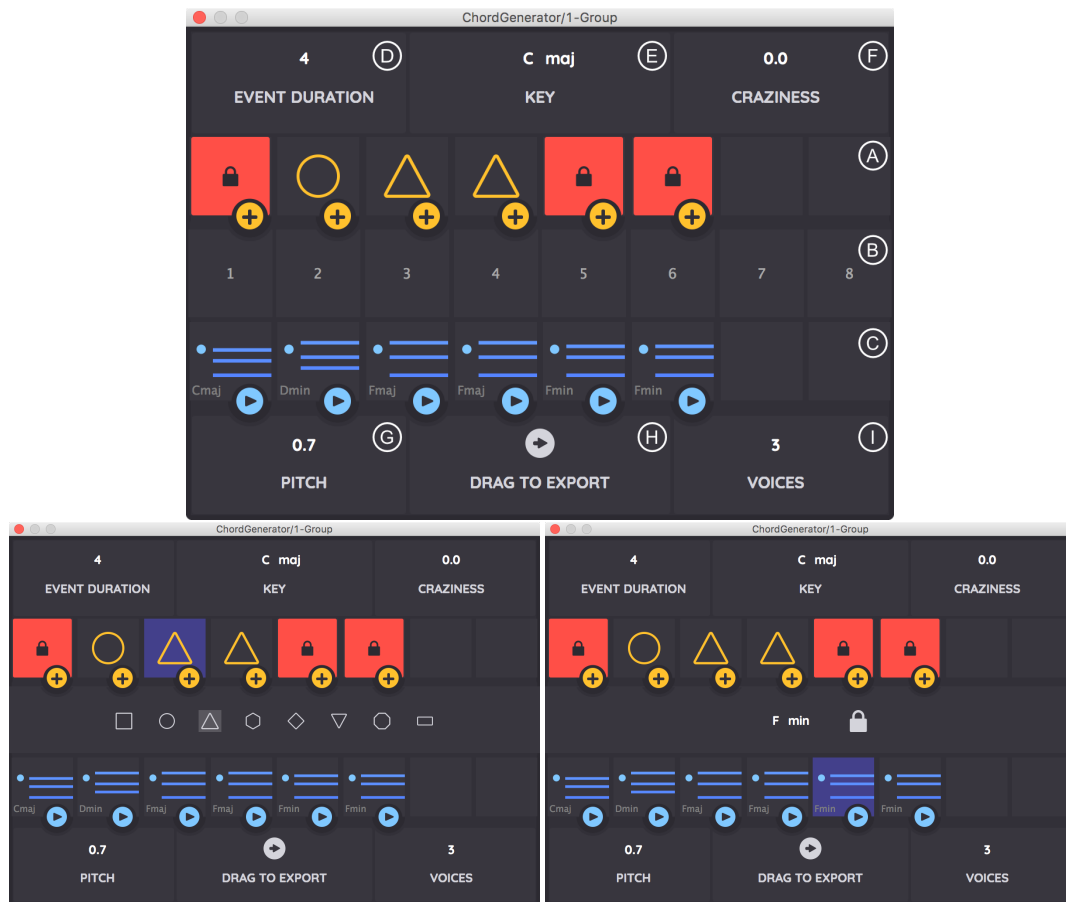 ChordGenerator/1-Group
4 D C maj E 0.0 F
EVENT DURATION KEY CRAZINESS
A
B
1 2 3 4 5 6 7 8
C
Cmaj Dmin Fmaj Fmaj Fmin Fmin
0.7 G H 3 I
PITCH DRAG TO EXPORT VOICES
ChordGenerator/1-Group
4 C maj 0.0
EVENT DURATION KEY CRAZINESS
Cmaj Dmin Fmaj Fmaj Fmin Fmin
0.7 3
PITCH DRAG TO EXPORT VOICES
ChordGenerator/1-Group
4 C maj 0.0
EVENT DURATION KEY CRAZINESS
F min
Cmaj Dmin Fmaj Fmaj Fmin Fmin
0.7 3
PITCH DRAG TO EXPORT VOICES